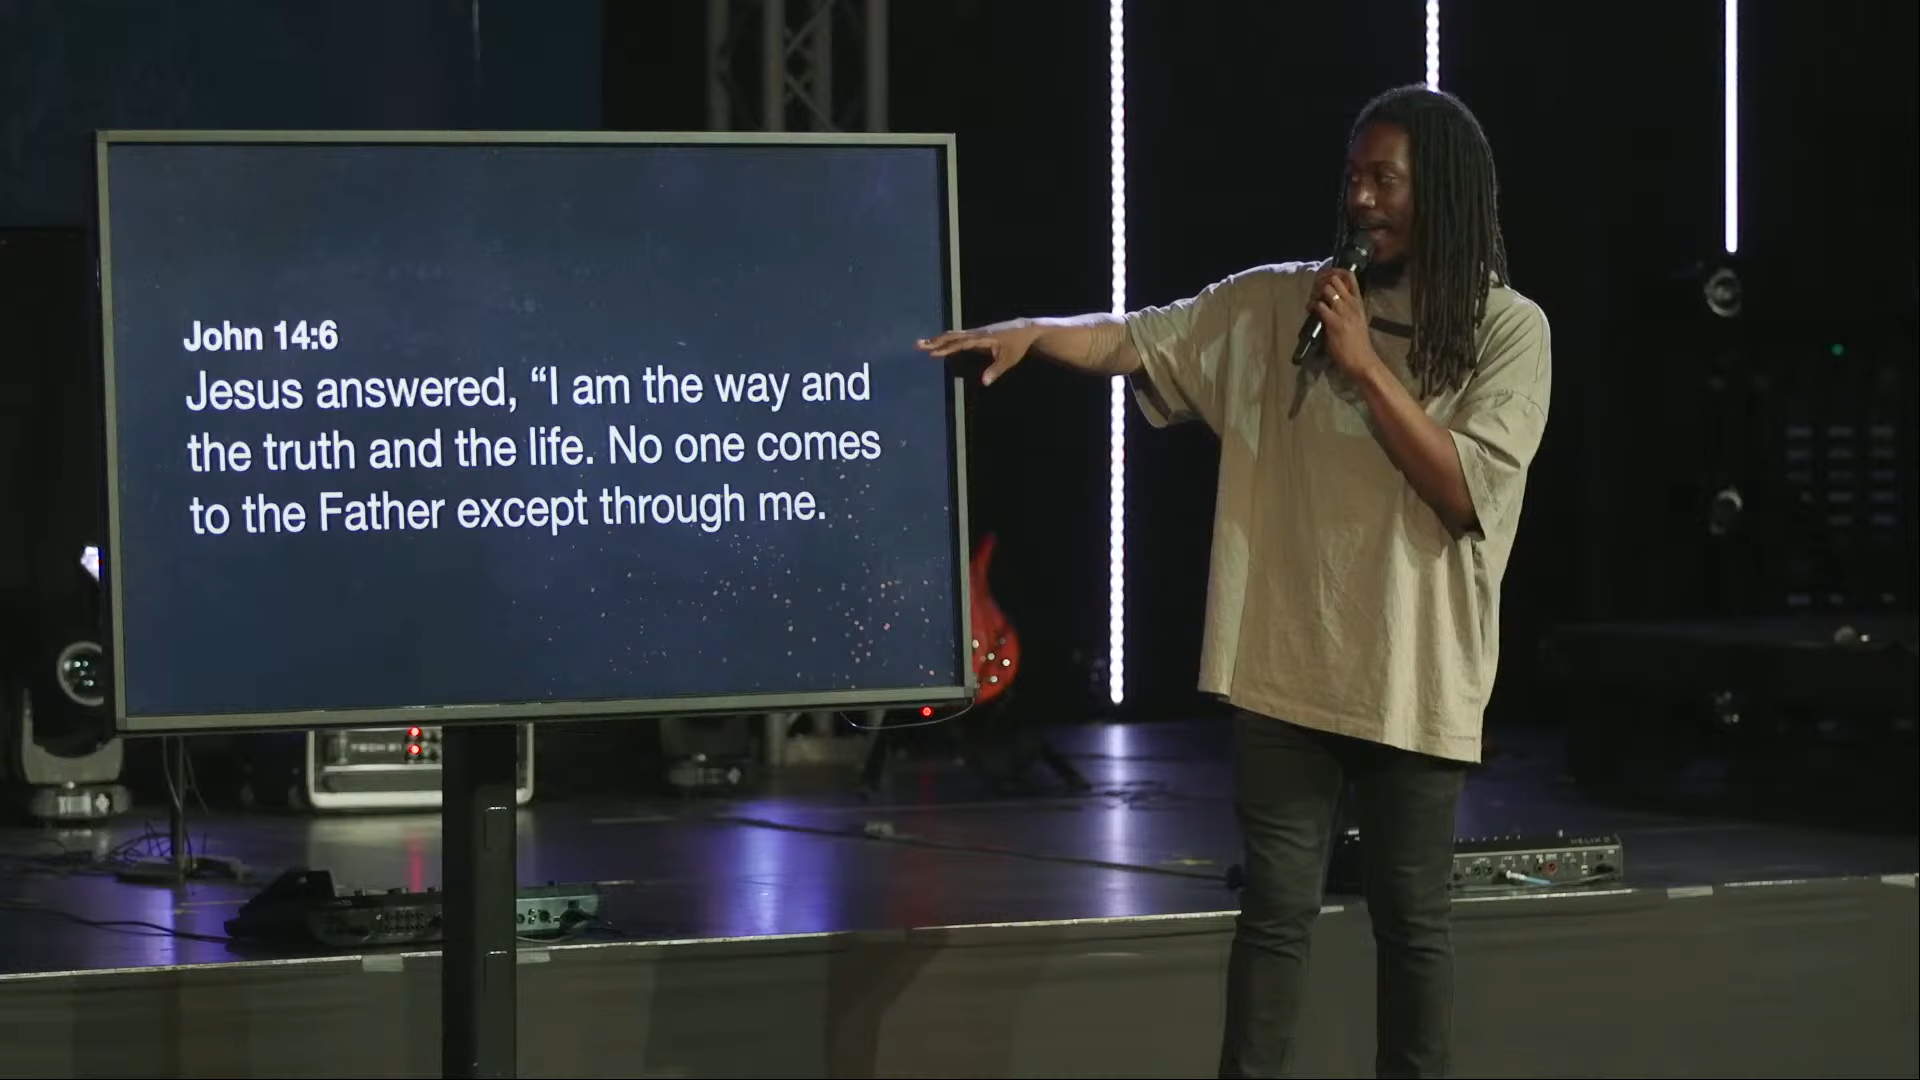 John 14:6
Jesus answered, “I am the way and
the truth and the life. No one comes
to the Father except through me.